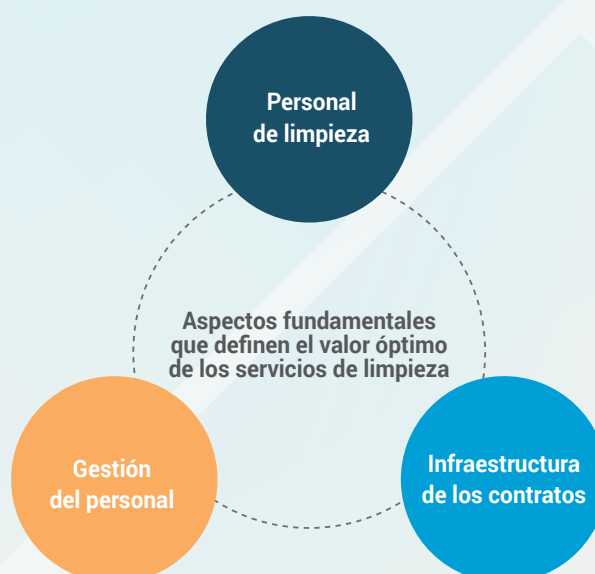 Personal
de limpieza
Aspectos fundamentales
que definen el valor óptimo
de los servicios de limpieza
Gestión
del personal
Infraestructura
de los contratos